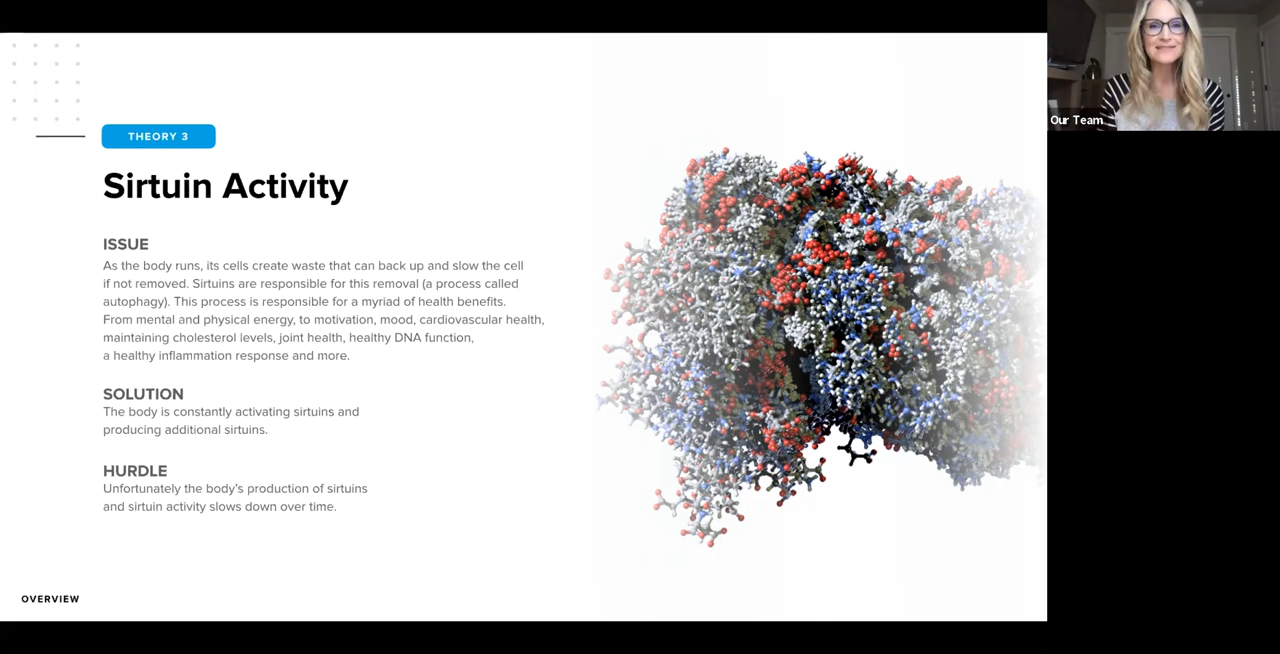 THEORY 3
Sirtuin Activity
ISSUE
As the body runs, its cells create waste that can back up and slow the cell
if not removed. Sirtuins are responsible for this removal (a process called
autophagy). This process is responsible for a myriad of health benefits.
From mental and physical energy, to motivation, mood, cardiovascular health,
maintaining cholesterol levels, joint health, healthy DNA function,
a healthy inflammation response and more.
SOLUTION
The body is constantly activating sirtuins and
producing additional sirtuins.
HURDLE
Unfortunately the body’s production of sirtuins
and sirtuin activity slows down over time.
OVERVIEW
Our Team